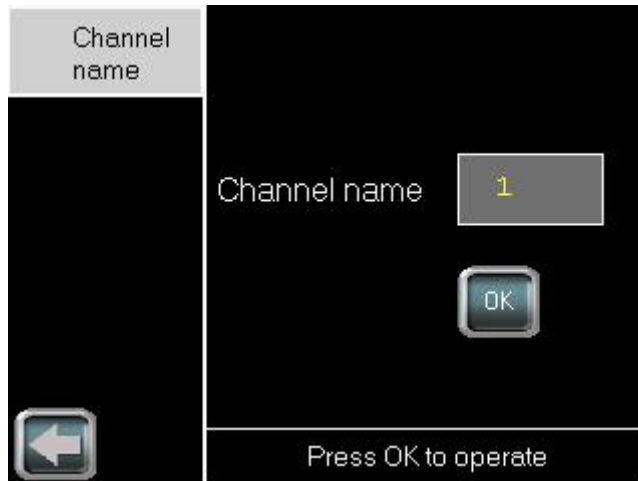 Channel
name
Channel name 1
OK
Press OK to operate